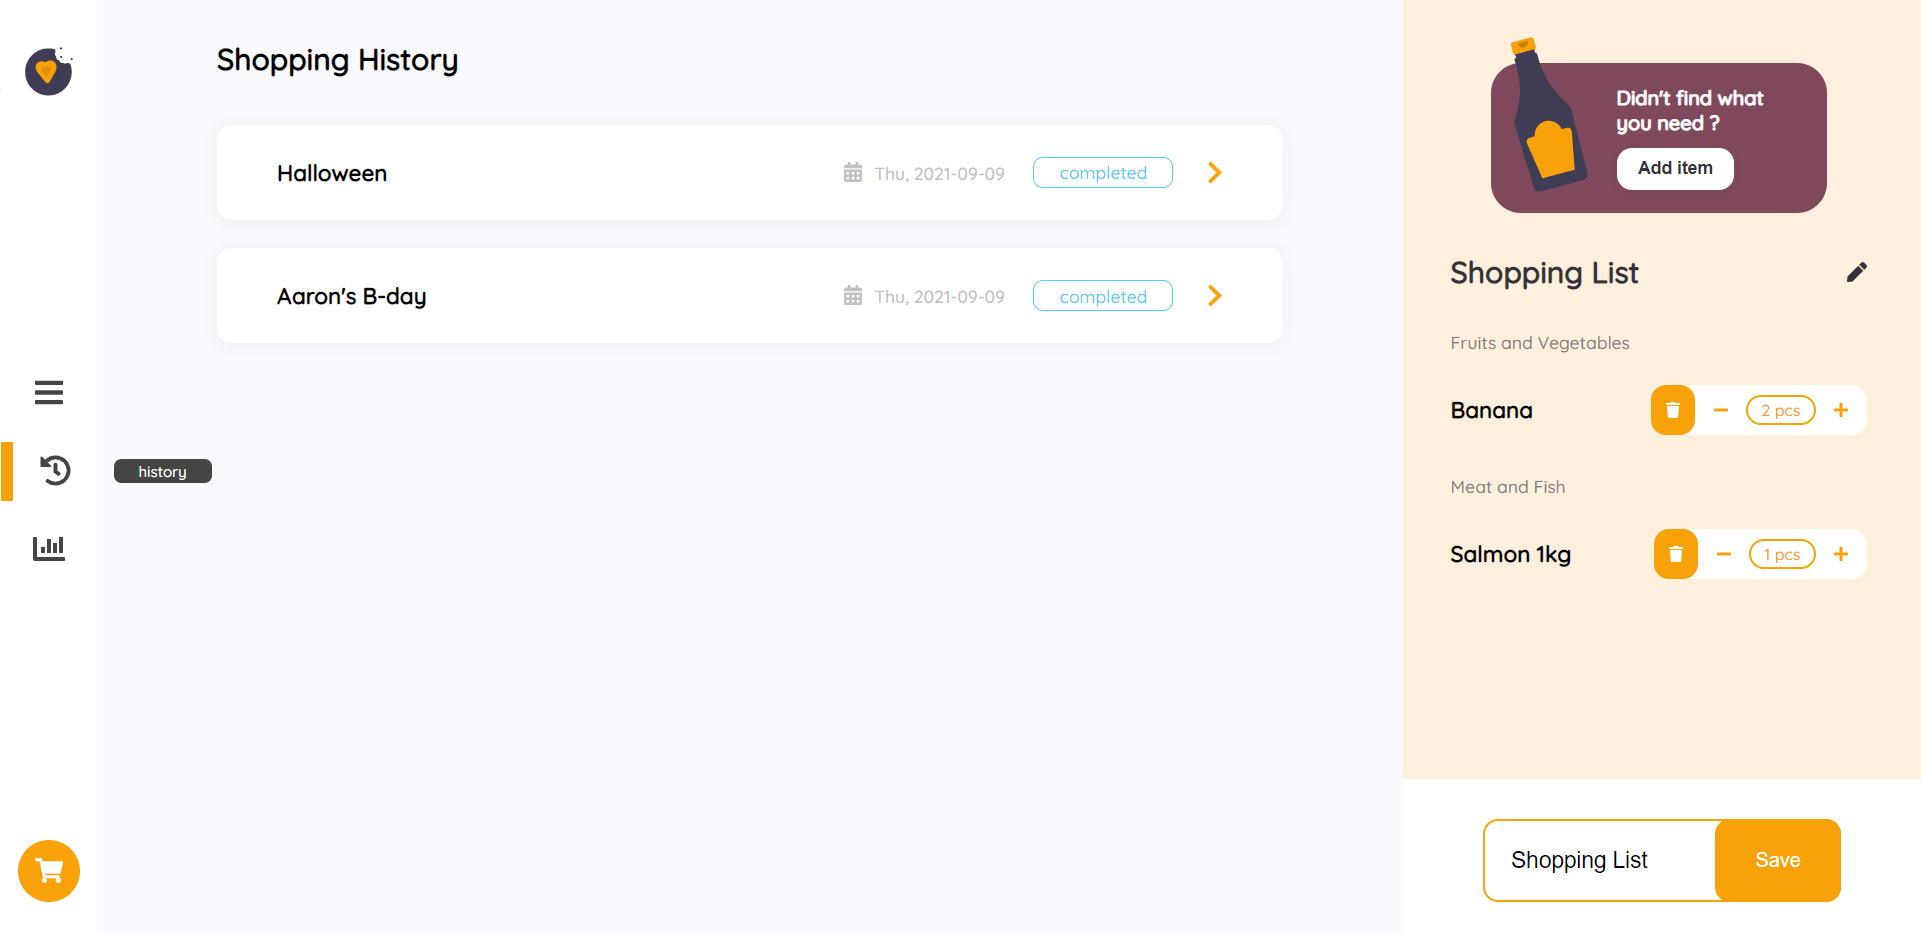 Shopping History
Halloween
Thu, 2021-09-09
completed
Aaron's B-day
Thu, 2021-09-09
completed
history
Didn't find what
you need ?
Add item
Shopping List
Fruits and Vegetables
Banana
2 pcs
Meat and Fish
Salmon 1kg
1 pcs
Shopping List
Save